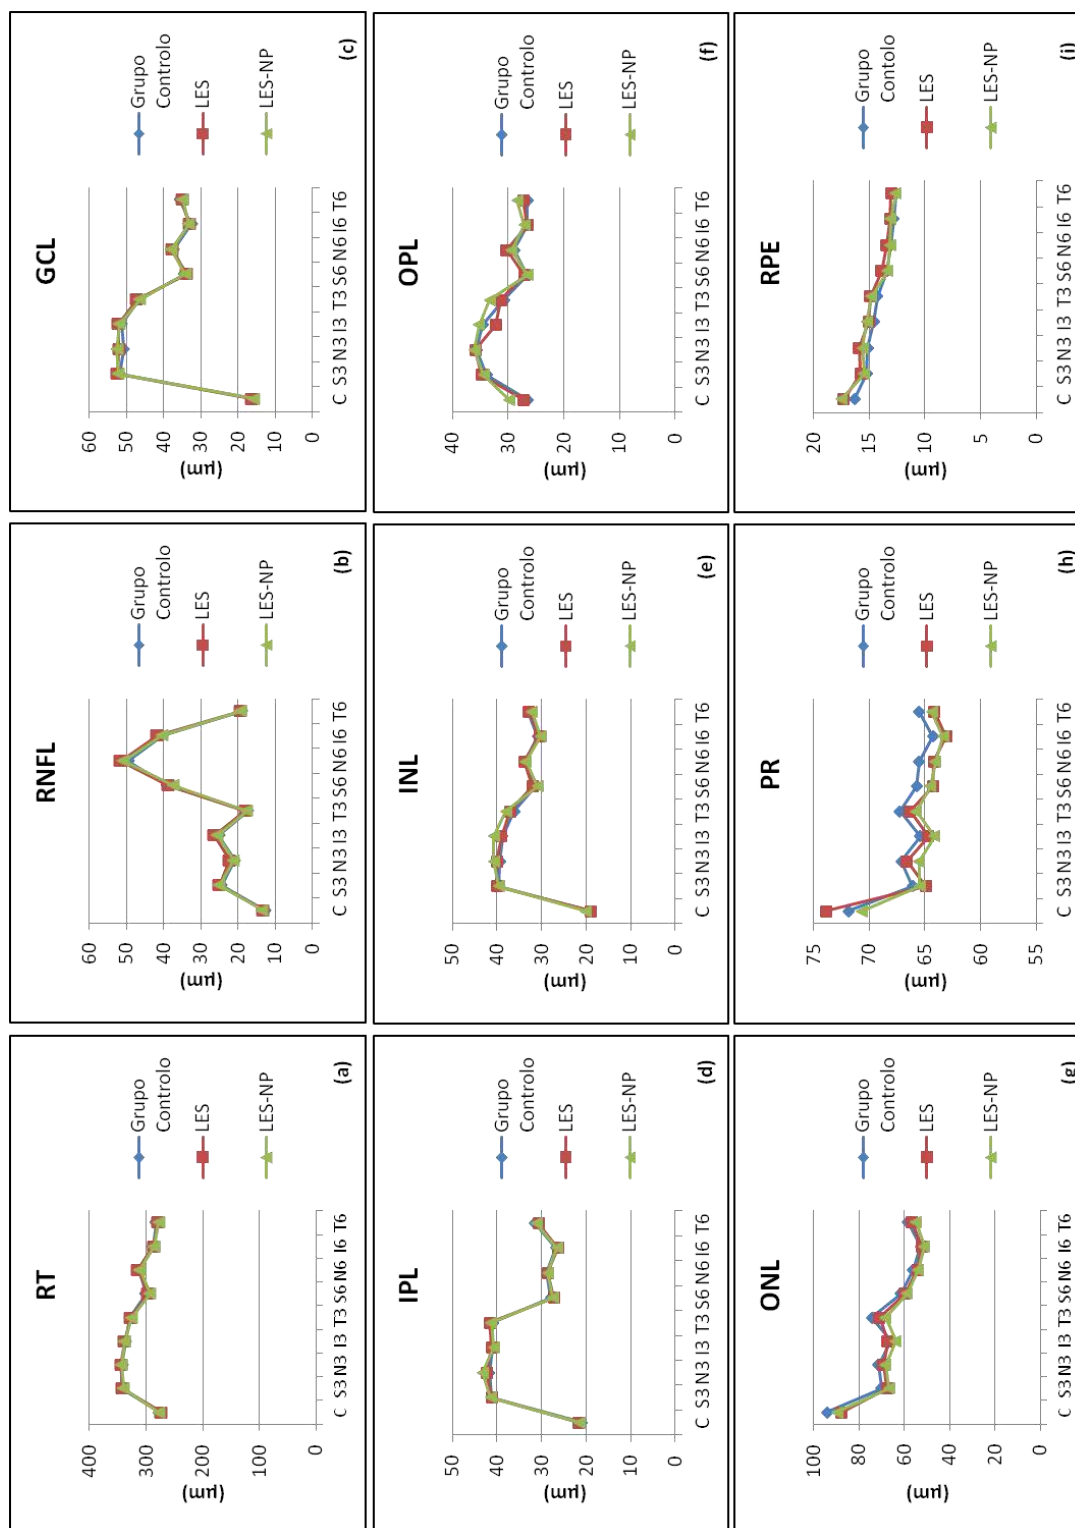 RT
400
300
200
100
0
(µm)
C S3 N3 I3 T3 S6 N6 I6 T6
Grupo
Controlo
LES
LES-NP
(a)
RNFL
60
50
40
30
20
10
0
(µm)
C S3 N3 I3 T3 S6 N6 I6 T6
Grupo
Controlo
LES
LES-NP
(b)
GCL
60
50
40
30
20
10
0
(µm)
C S3 N3 I3 T3 S6 N6 I6 T6
Grupo
Controlo
LES
LES-NP
(c)
IPL
50
40
30
20
10
0
(µm)
C S3 N3 I3 T3 S6 N6 I6 T6
Grupo
Controlo
LES
LES-NP
(d)
INL
50
40
30
20
10
0
(µm)
C S3 N3 I3 T3 S6 N6 I6 T6
Grupo
Controlo
LES
LES-NP
(e)
OPL
40
30
20
10
0
(µm)
C S3 N3 I3 T3 S6 N6 I6 T6
Grupo
Controlo
LES
LES-NP
(f)
ONL
100
80
60
40
20
0
(µm)
C S3 N3 I3 T3 S6 N6 I6 T6
Grupo
Controlo
LES
LES-NP
(g)
PR
75
70
65
60
55
(µm)
C S3 N3 I3 T3 S6 N6 I6 T6
Grupo
Controlo
LES
LES-NP
(h)
RPE
20
15
10
5
0
(µm)
C S3 N3 I3 T3 S6 N6 I6 T6
Grupo
Controlo
LES
LES-NP
(i)